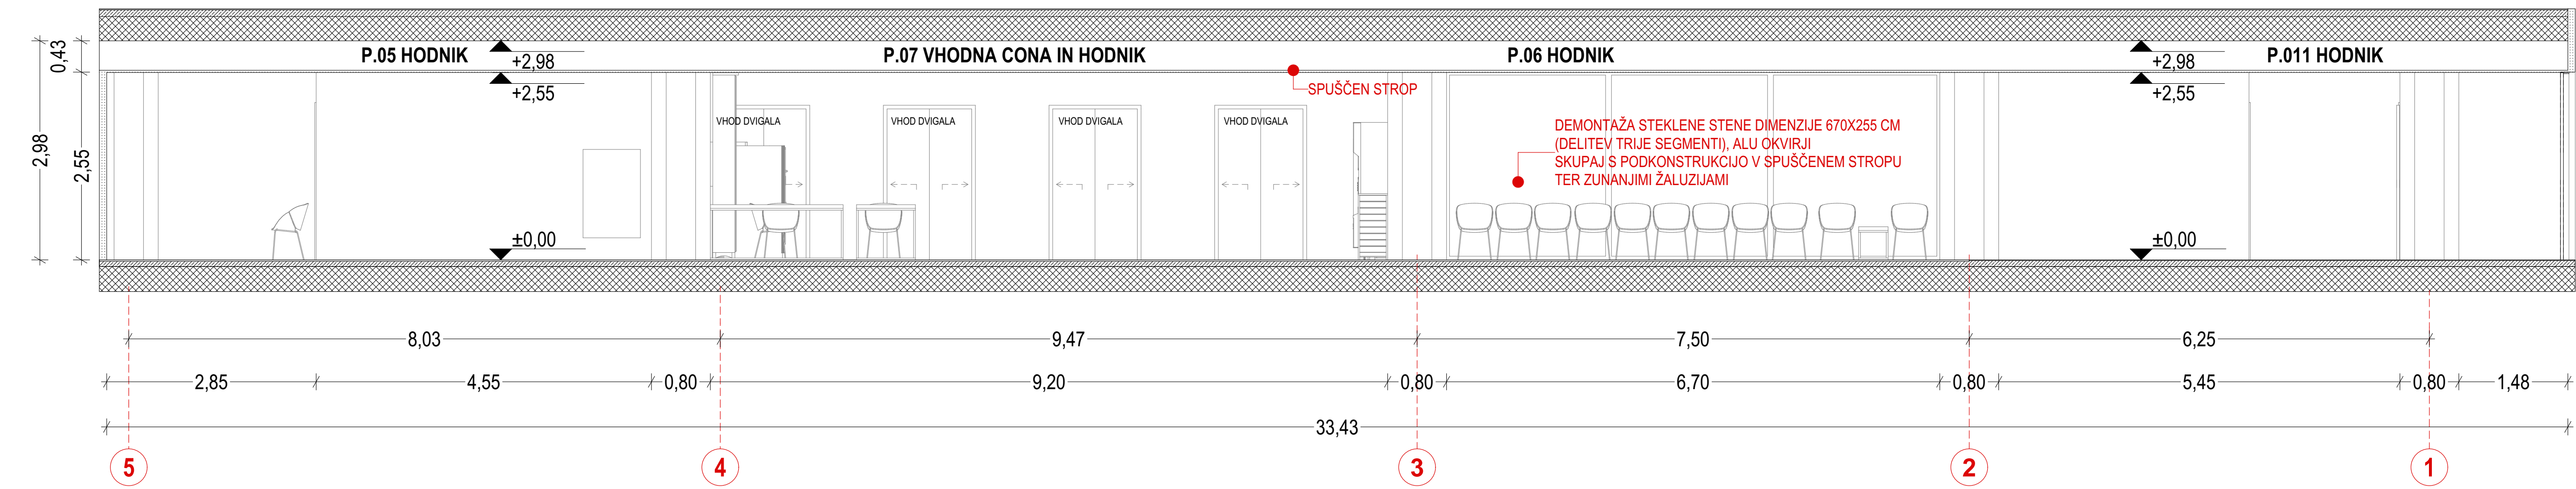 P.05 HODNIK
P.07 VHODNA CONA IN HODNIK
P.06 HODNIK
P.011 HODNIK
0,43
2,98
2,55
+2,98
+2,55
±0,00
SPUŠČEN STROP
VHOD DVIGALA
VHOD DVIGALA
VHOD DVIGALA
VHOD DVIGALA
DEMONTAŽA STEKLENE STENE DIMENZIJE 670X255 CM
(DELITEV TRIJE SEGMENTI), ALU OKVIRJI
SKUPAJ S PODKONSTRUKCIJO V SPUŠČENEM STROPU
TER ZUNANJIMI ŽALUZIJAMI
+2,98
+2,55
±0,00
8,03
9,47
7,50
6,25
2,85
4,55
0,80
9,20
0,80
6,70
0,80
5,45
0,80
1,48
33,43
5
4
3
2
1